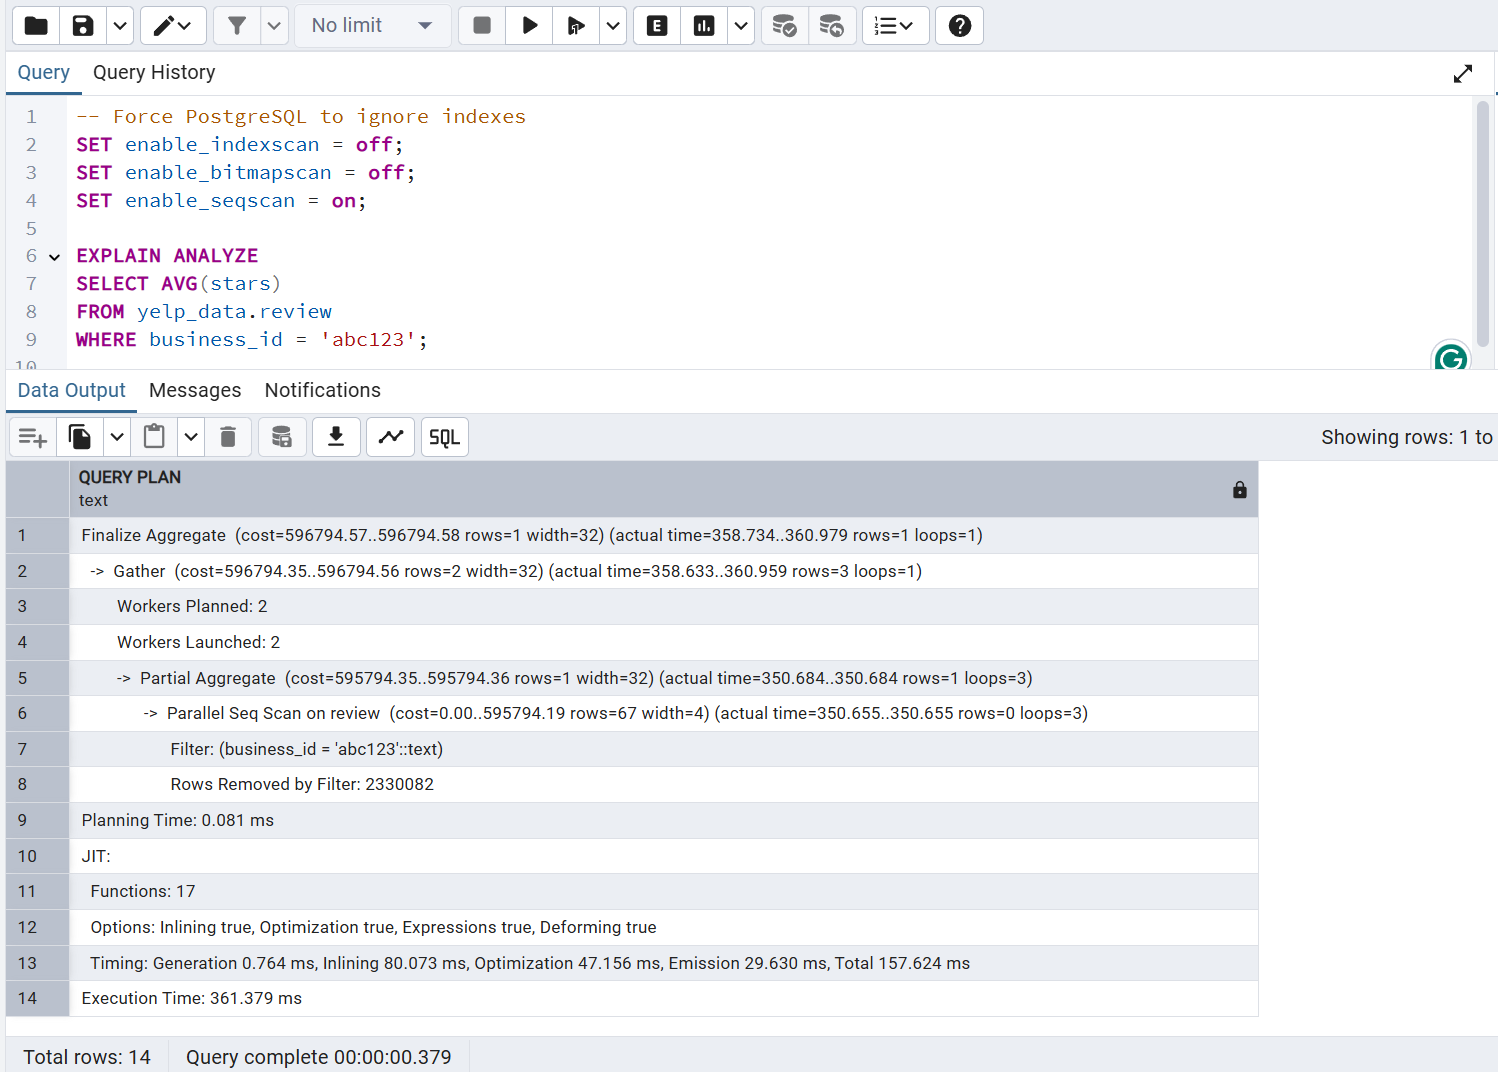 No limit
E
Query Query History
1 -- Force PostgreSQL to ignore indexes
2 SET enable_indexscan = off;
3 SET enable_bitmapscan = off;
4 SET enable_seqscan = on;
5
6 EXPLAIN ANALYZE
7 SELECT AVG(stars)
8 FROM yelp_data.review
9 WHERE business_id = 'abc123';
10
Data Output Messages Notifications
SQL Showing rows: 1 to
QUERY PLAN
text
1 Finalize Aggregate (cost=596794.57..596794.58 rows=1 width=32) (actual time=358.734..360.979 rows=1 loops=1)
2 -> Gather (cost=596794.35..596794.56 rows=2 width=32) (actual time=358.633..360.959 rows=3 loops=1)
3 Workers Planned: 2
4 Workers Launched: 2
5 -> Partial Aggregate (cost=595794.35..595794.36 rows=1 width=32) (actual time=350.684..350.684 rows=1 loops=3)
6 -> Parallel Seq Scan on review (cost=0.00..595794.19 rows=67 width=4) (actual time=350.655..350.655 rows=0 loops=3)
7 Filter: (business_id = 'abc123'::text)
8 Rows Removed by Filter: 2330082
9 Planning Time: 0.081 ms
10 JIT:
11 Functions: 17
12 Options: Inlining true, Optimization true, Expressions true, Deforming true
13 Timing: Generation 0.764 ms, Inlining 80.073 ms, Optimization 47.156 ms, Emission 29.630 ms, Total 157.624 ms
14 Execution Time: 361.379 ms
Total rows: 14 Query complete 00:00:00.379